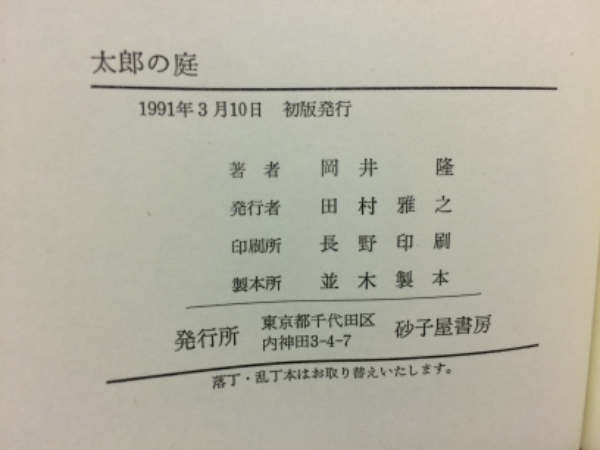 太郎の庭
1991年3月10日 初版発行
著者 岡井隆
発行者 田村雅之
印刷所 長野印刷
製本所 並木製本
発行所 東京都千代田区 砂子屋書房
内神田3-4-7
落丁・乱丁本はお取り替えいたします。